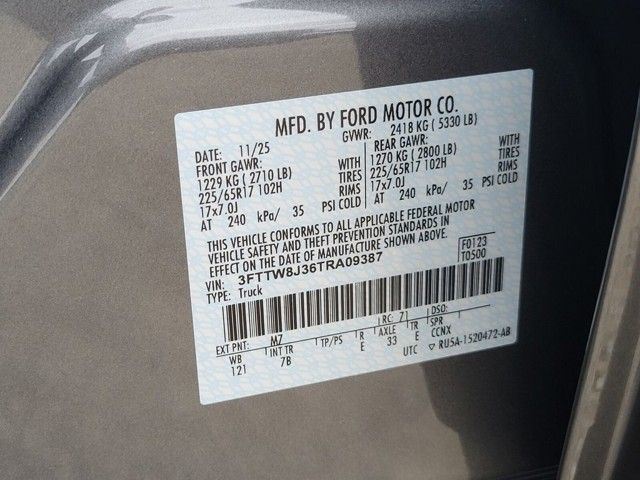 MFD. BY FORD MOTOR CO.
DATE: 11/25 GVWR: 2418 KG ( 5330 LB)
FRONT GAWR: WITH REAR GAWR: WITH
1229 KG ( 2710 LB) TIRES 1270 KG ( 2800 LB) TIRES
225/65R17 102H RIMS 225/65R17 102H RIMS
17x7.0J 17x7.0J
AT 240 kPa/ 35 PSI COLD AT 240 kPa/ 35 PSI COLD
THIS VEHICLE CONFORMS TO ALL APPLICABLE FEDERAL MOTOR
VEHICLE SAFETY AND THEFT PREVENTION STANDARDS IN
EFFECT ON THE DATE OF MANUFACTURE SHOWN ABOVE.
VIN: 3FTTW8J36TRA09387 F0123
TYPE: Truck T0500
EXT PNT: M7 RC: 71 DSO:
WB INT TR TP/PS R AXLE TR SPR
121 7B E 33 E CCNX
UTC ▽ RU5A-1520472-AB